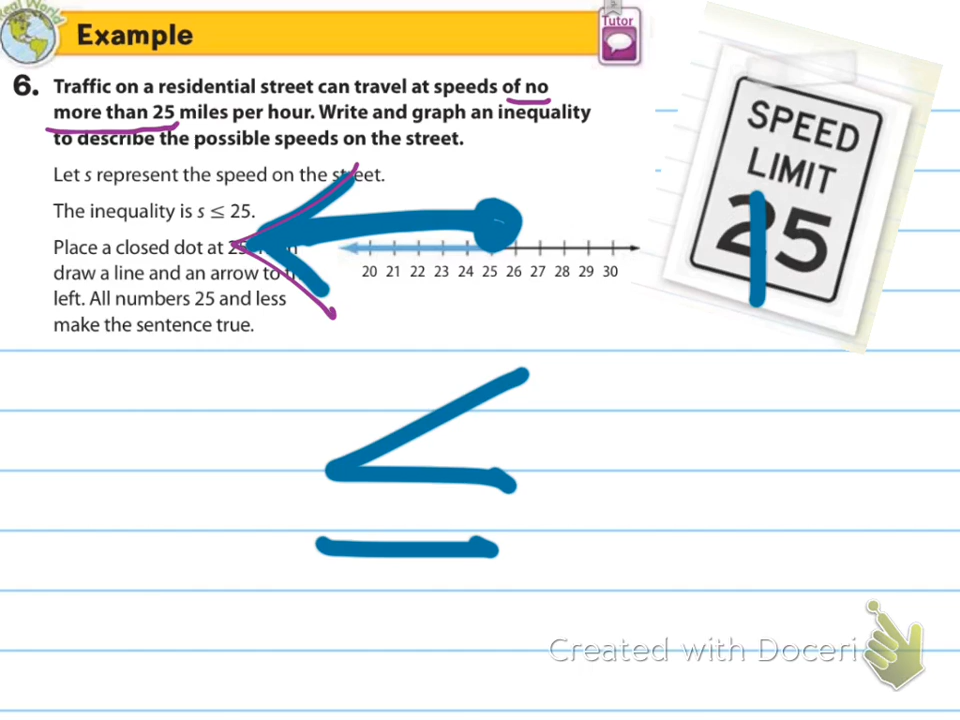 Real World
Example
Tutor
6. Traffic on a residential street can travel at speeds of no
more than 25 miles per hour. Write and graph an inequality
to describe the possible speeds on the street.
Let s represent the speed on the street.
The inequality is s ≤ 25.
Place a closed dot at 25.
draw a line and an arrow to
left. All numbers 25 and less
make the sentence true.
20 21 22 23 24 25 26 27 28 29 30
SPEED
LIMIT
25
≤
Created with Doceri